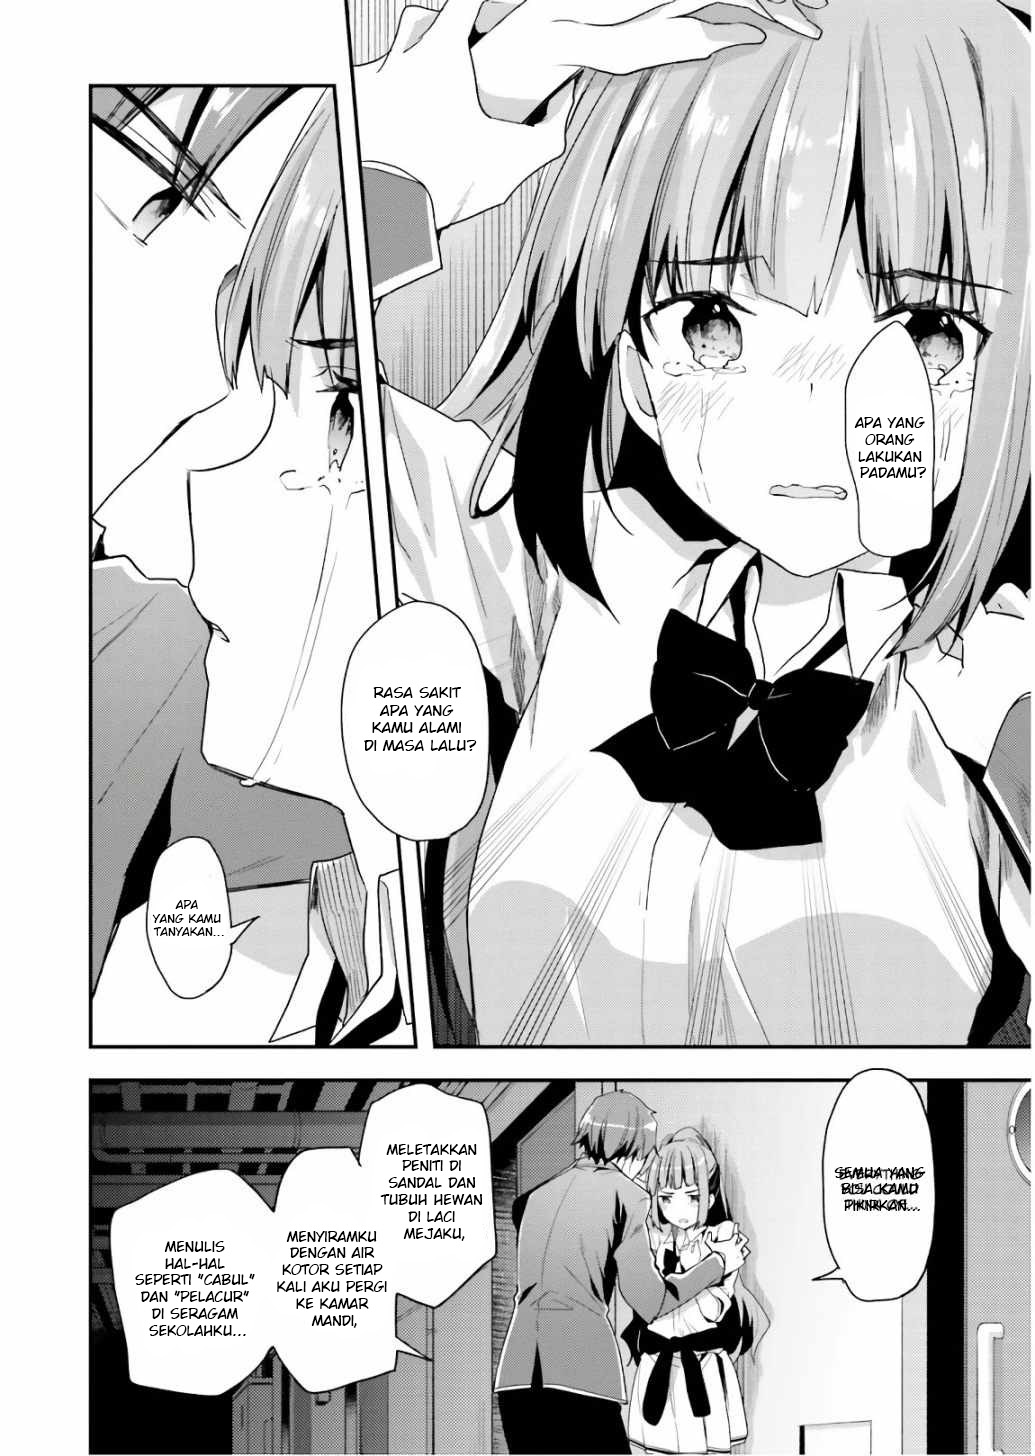 APA YANG
ORANG
LAKUKAN
PADAMU?
RASA SAKIT
APA YANG
KAMU ALAMI
DI MASA LALU?
APA
YANG KAMU
TANYAKAN...
SEMUA YANG
BISA KAMU
PIKIRKAN...
MELETAKKAN
PENITI DI
SANDAL DAN
TUBUH HEWAN
DI LACI
MEJAKU,
MENYIRAMKU
DENGAN AIR
KOTOR SETIAP
KALI AKU PERGI
KE KAMAR
MANDI,
MENULIS
HAL-HAL
SEPERTI "CABUL"
DAN "PELACUR"
DI SERAGAM
SEKOLAHKU...